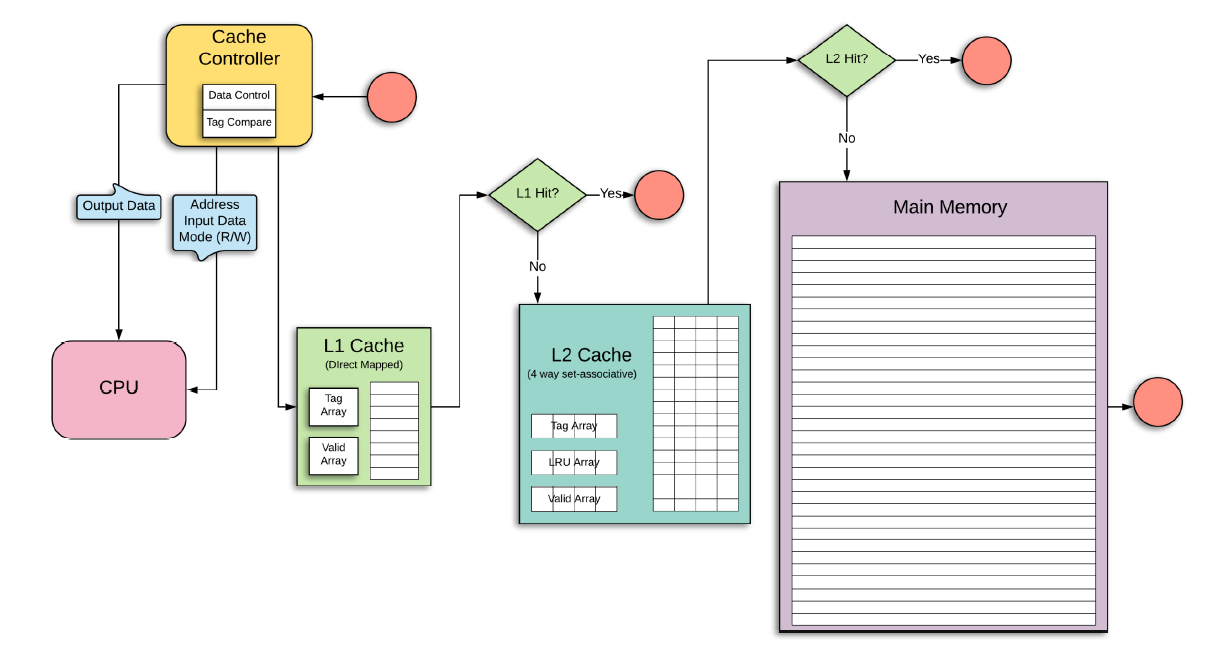 Cache
Controller
Data Control
Tag Compare
Output Data
Address
Input Data
Mode (R/W)
CPU
L1 Cache
(DIrect Mapped)
Tag
Array
Valid
Array
L1 Hit?
Yes
No
L2 Cache
(4 way set-associative)
Tag Array
LRU Array
Valid Array
L2 Hit?
Yes
No
Main Memory